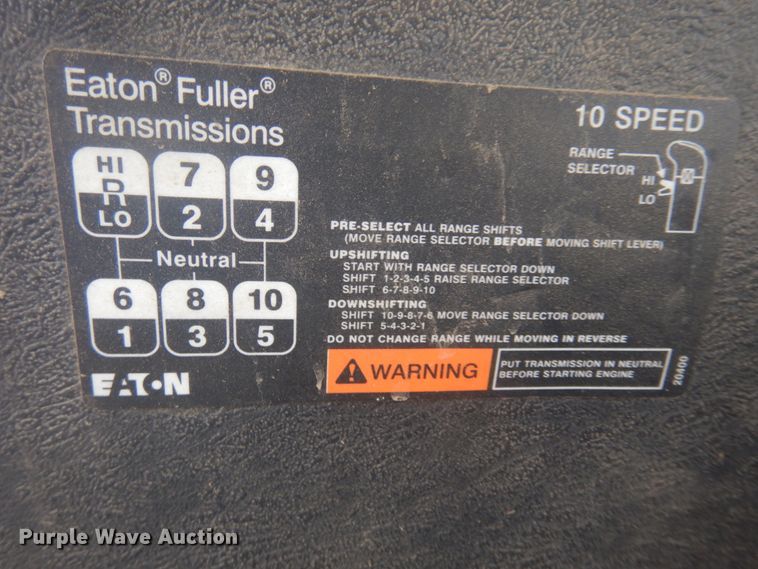 Eaton® Fuller®
Transmissions
10 SPEED
RANGE
SELECTOR
HI
LO
HI 7 9
R
LO 2 4
Neutral
6 8 10
1 3 5
PRE-SELECT ALL RANGE SHIFTS
(MOVE RANGE SELECTOR BEFORE MOVING SHIFT LEVER)
UPSHIFTING
START WITH RANGE SELECTOR DOWN
SHIFT 1-2-3-4-5 RAISE RANGE SELECTOR
SHIFT 6-7-8-9-10
DOWNSHIFTING
SHIFT 10-9-8-7-6 MOVE RANGE SELECTOR DOWN
SHIFT 5-4-3-2-1
DO NOT CHANGE RANGE WHILE MOVING IN REVERSE
WARNING
PUT TRANSMISSION IN NEUTRAL
BEFORE STARTING ENGINE
20400
EATON
Purple Wave Auction